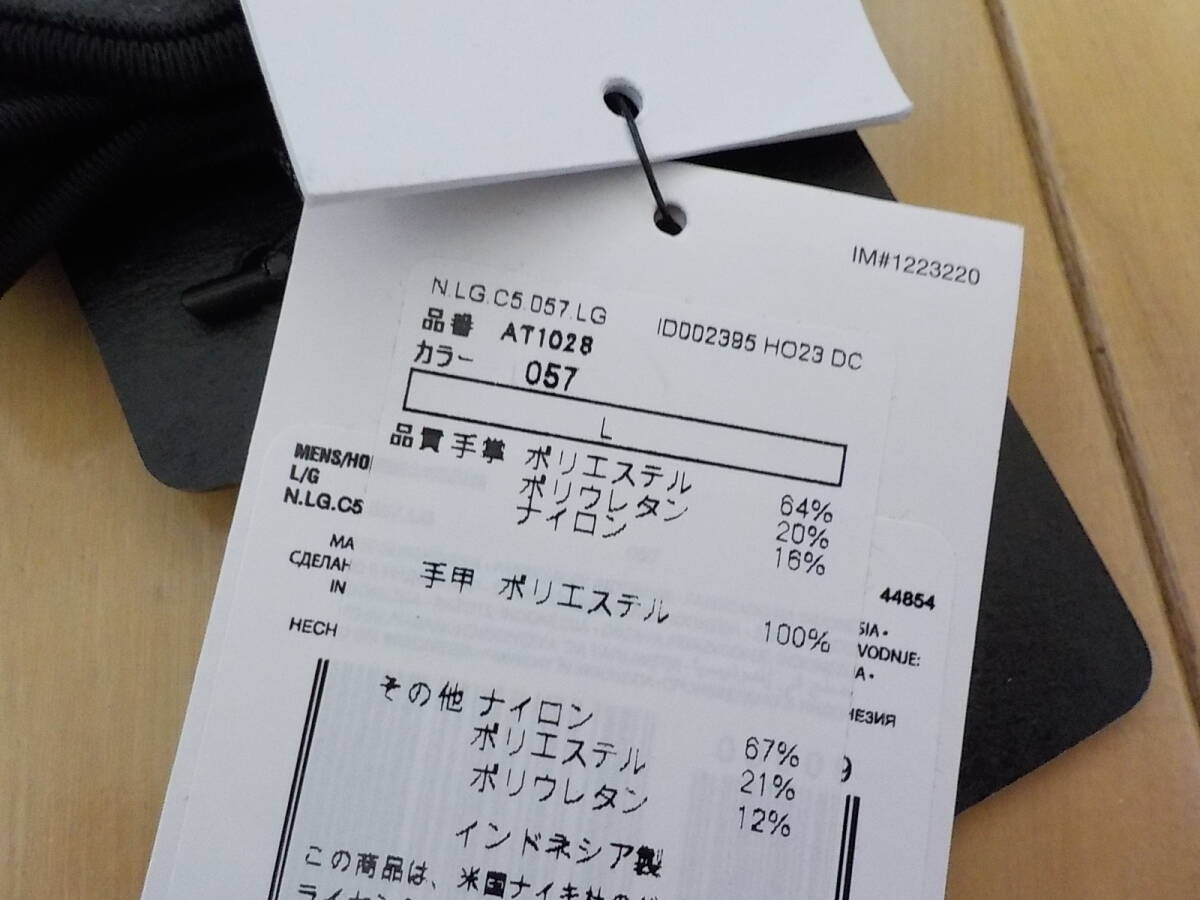 IM#1223220
N.LG.C5.057.LG ID002395 HO23 DC
品番 AT1028
カラー 057
L
品質 手掌 ポリエステル 64%
ポリウレタン 20%
ナイロン 16%
手甲 ポリエステル 100%
その他 ナイロン 67%
ポリエステル 21%
ポリウレタン 12%
インドネシア製
この商品は、米国ナイキ社の
MENS/HO
L/G
N.LG.C5
MA
СДЕЛАН
IN
HECH
44854
SIA•
VODNJE:
A•
НЕЗИЯ